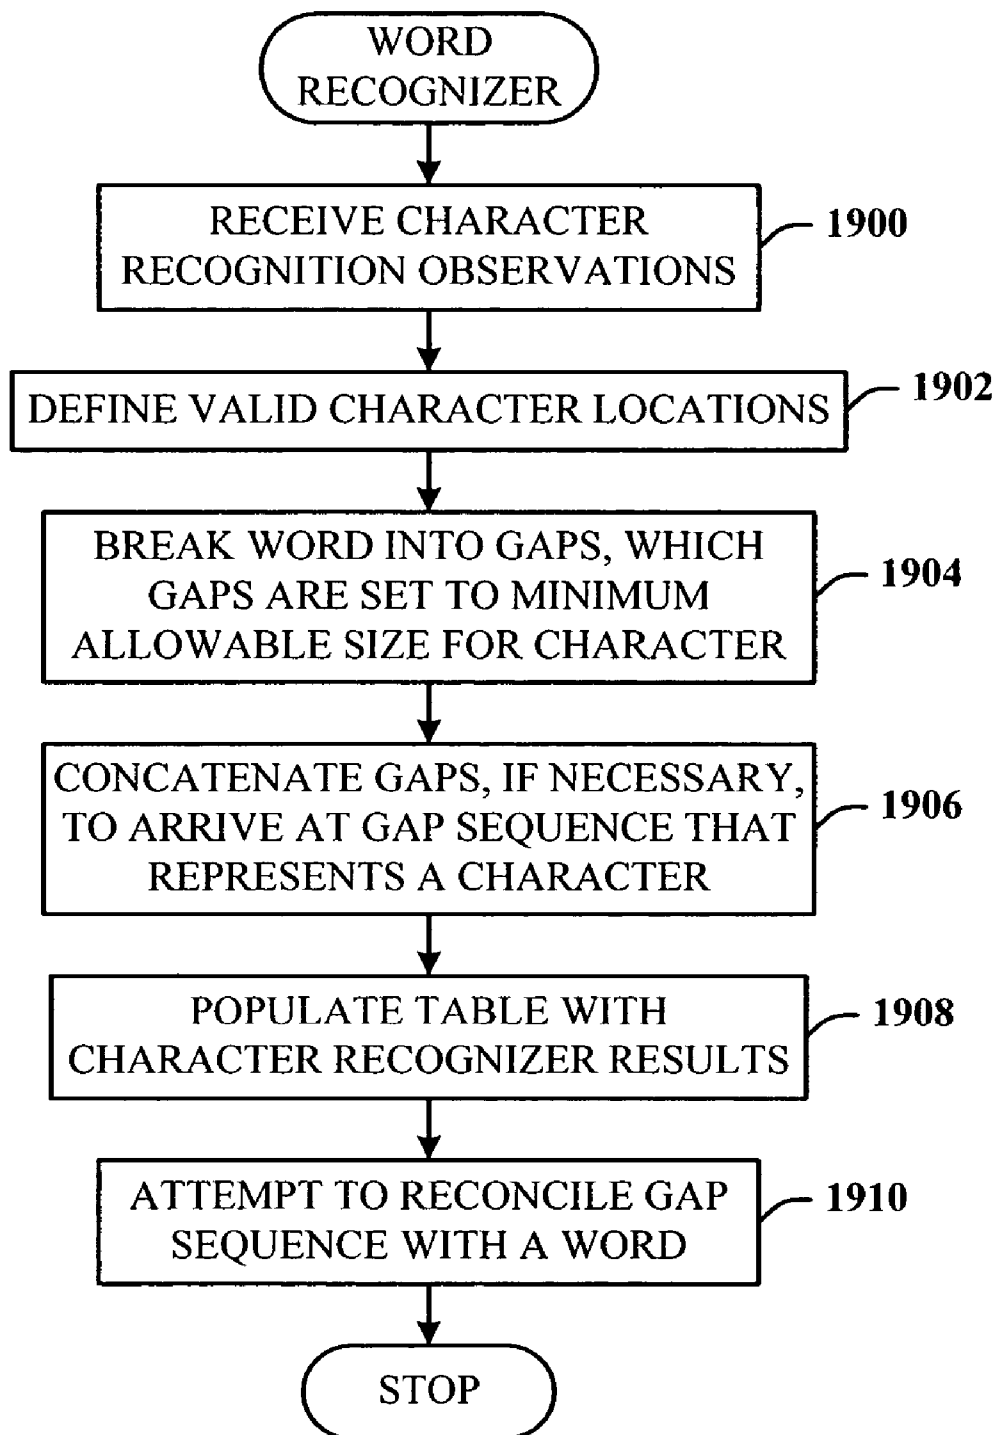 WORD
RECOGNIZER
RECEIVE CHARACTER
RECOGNITION OBSERVATIONS
1900
DEFINE VALID CHARACTER LOCATIONS
1902
BREAK WORD INTO GAPS, WHICH
GAPS ARE SET TO MINIMUM
ALLOWABLE SIZE FOR CHARACTER
1904
CONCATENATE GAPS, IF NECESSARY,
TO ARRIVE AT GAP SEQUENCE THAT
REPRESENTS A CHARACTER
1906
POPULATE TABLE WITH
CHARACTER RECOGNIZER RESULTS
1908
ATTEMPT TO RECONCILE GAP
SEQUENCE WITH A WORD
1910
STOP